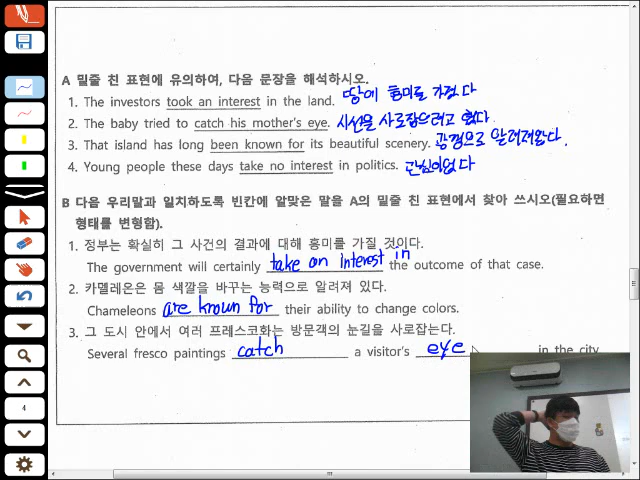 A 밑줄 친 표현에 유의하여, 다음 문장을 해석하시오.
1. The investors took an interest in the land. 땅에 흥미를 가졌다
2. The baby tried to catch his mother's eye. 시선을 사로잡으려고 했다
3. That island has long been known for its beautiful scenery. 광경으로 알려져왔다.
4. Young people these days take no interest in politics. 관심이없다
B 다음 우리말과 일치하도록 빈칸에 알맞은 말을 A의 밑줄 친 표현에서 찾아 쓰시오(필요하면
형태를 변형함).
1. 정부는 확실히 그 사건의 결과에 대해 흥미를 가질 것이다.
The government will certainly take an interest in the outcome of that case.
2. 카멜레온은 몸 색깔을 바꾸는 능력으로 알려져 있다.
Chameleons are known for their ability to change colors.
3. 그 도시 안에서 여러 프레스코화는 방문객의 눈길을 사로잡는다.
Several fresco paintings catch a visitor's eye in the city
4